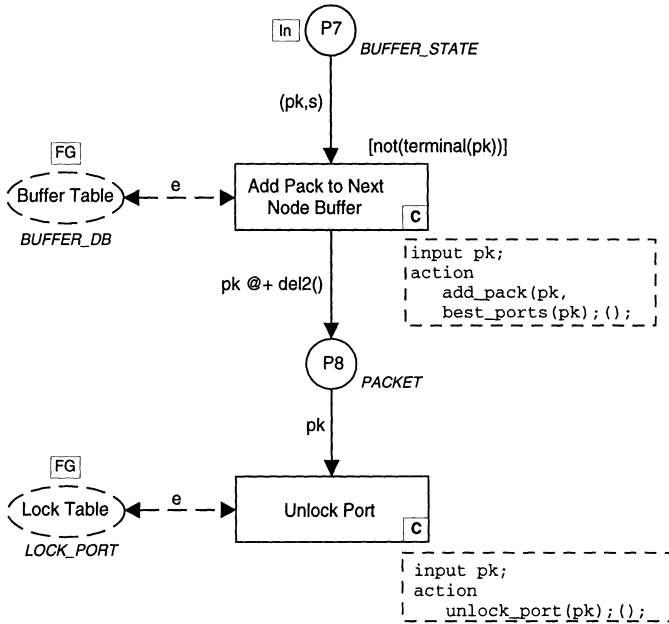 In
P7
BUFFER_STATE
(pk,s)
[not(terminal(pk))]
FG
Buffer Table
e
Add Pack to Next
Node Buffer
C
BUFFER_DB
input pk;
action
add_pack(pk,
best_ports(pk);();
pk @+ del2()
P8
PACKET
pk
FG
Lock Table
e
Unlock Port
C
LOCK_PORT
input pk;
action
unlock_port(pk);();